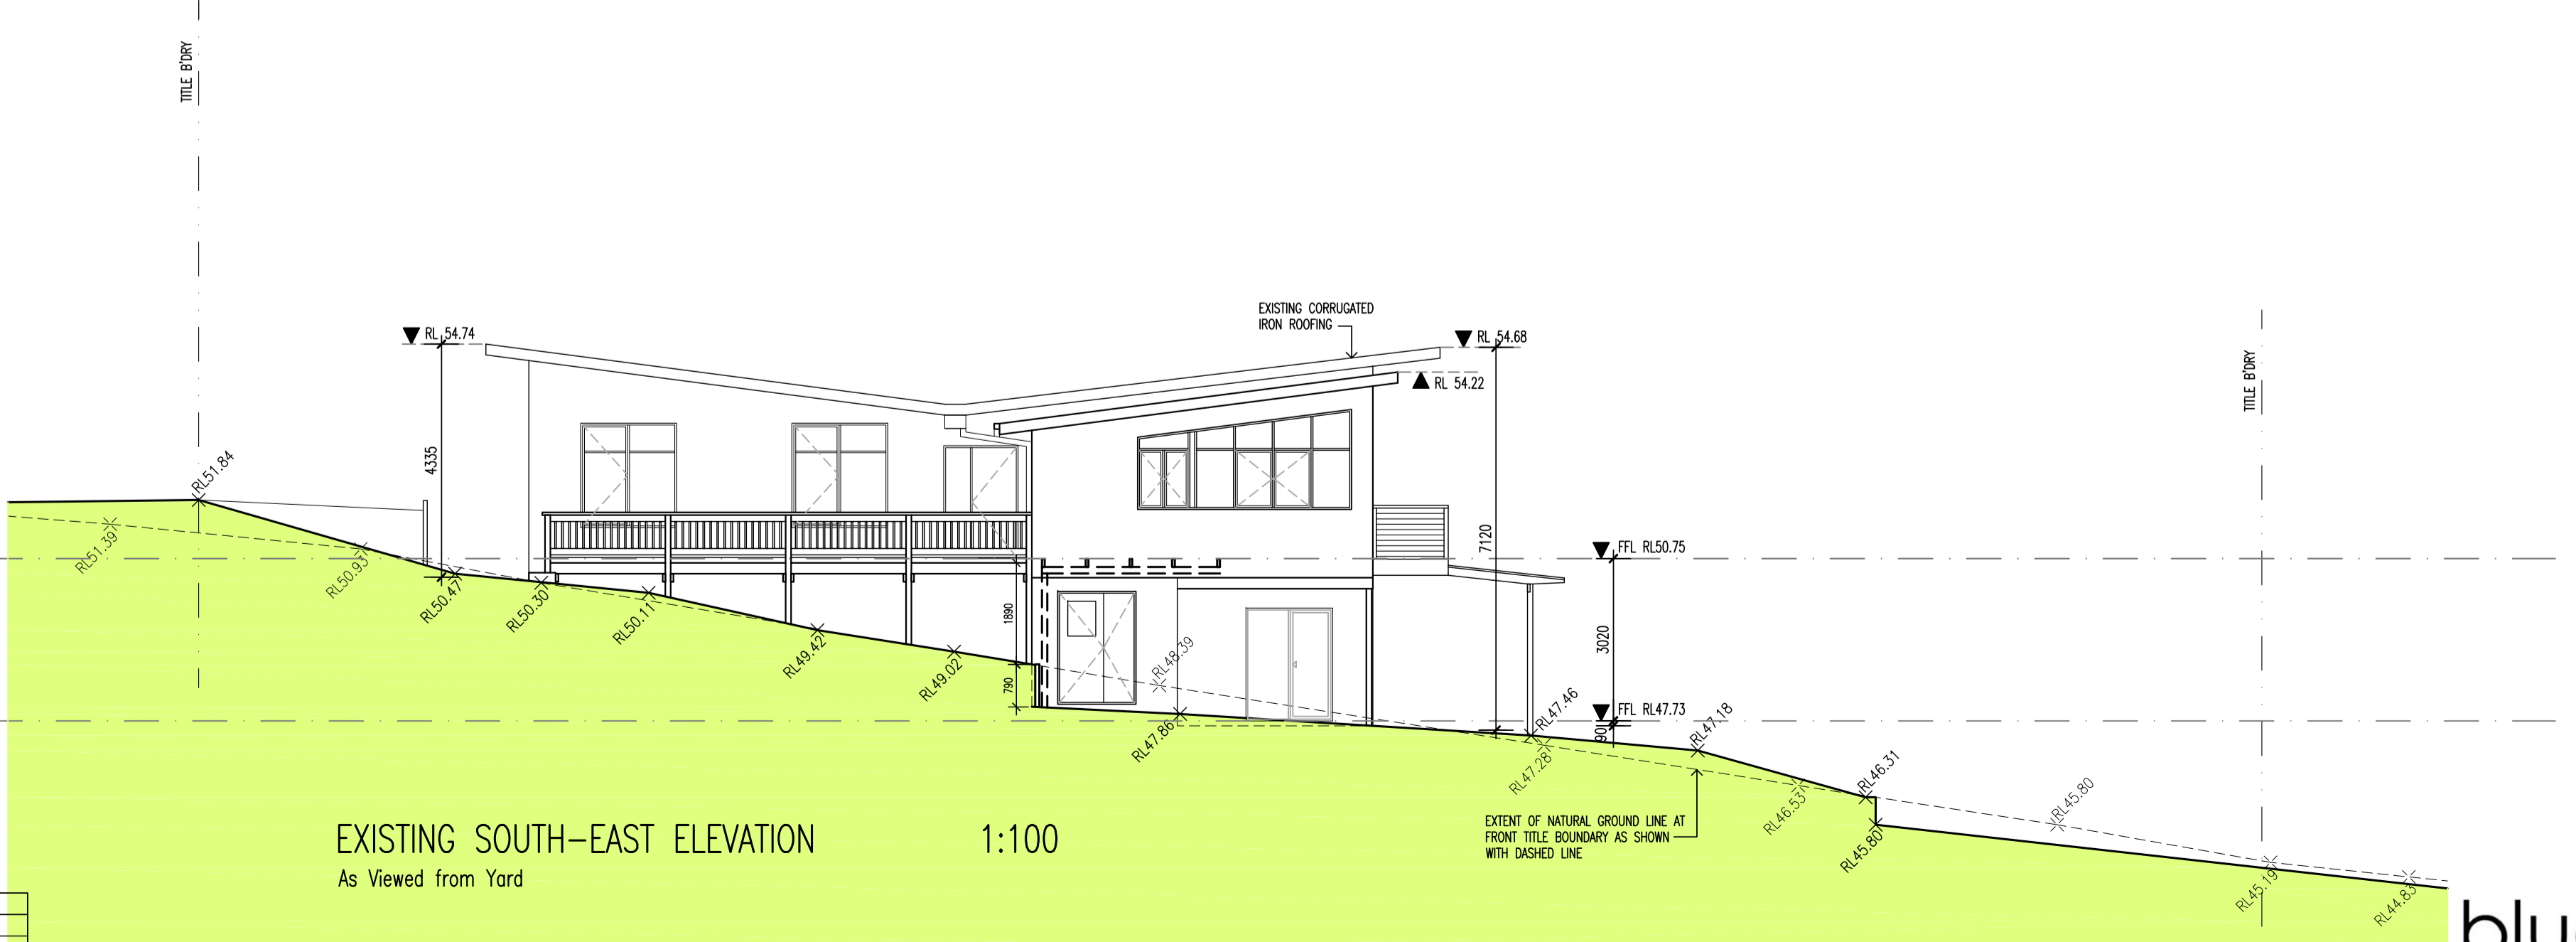 TITLE B'DRY
EXISTING CORRUGATED
IRON ROOFING
RL 54.74
RL 54.68
RL 54.22
TITLE B'DRY
4335
RL51.84
RL51.39
RL50.93
RL50.47
RL50.30
RL50.11
RL49.42
RL49.02
1890
790
RL48.39
RL47.86
7120
FFL RL50.75
3020
FFL RL47.73
90
RL47.46
RL47.28
RL47.18
RL46.53
RL46.31
RL45.80
RL45.80
RL45.19
RL44.83
EXTENT OF NATURAL GROUND LINE AT
FRONT TITLE BOUNDARY AS SHOWN
WITH DASHED LINE
EXISTING SOUTH-EAST ELEVATION 1:100
As Viewed from Yard